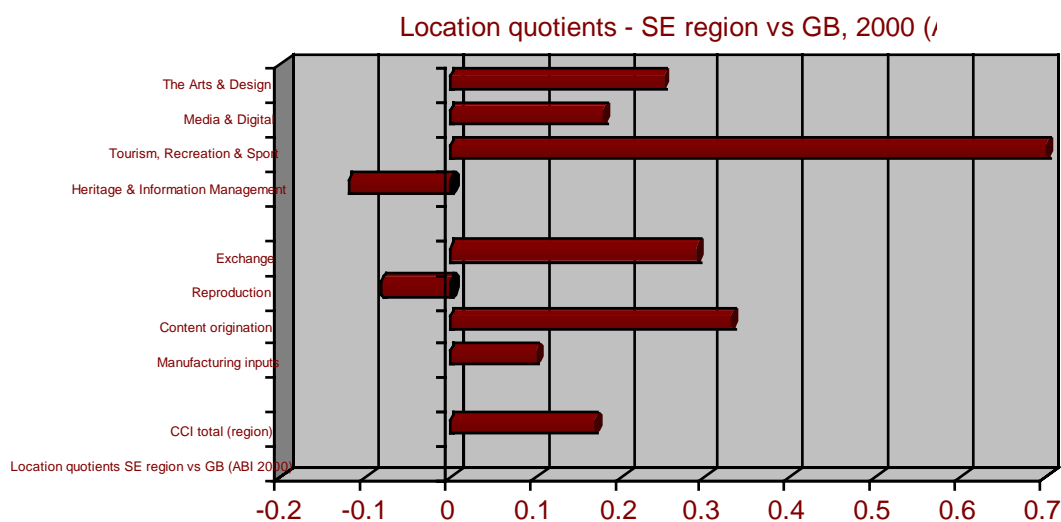 Location quotients - SE region vs GB, 2000 (
The Arts & Design
Media & Digital
Tourism, Recreation & Sport
Heritage & Information Management
Exchange
Reproduction
Content origination
Manufacturing inputs
CCI total (region)
Location quotients SE region vs GB (ABI 2000)
-0.2 -0.1 0 0.1 0.2 0.3 0.4 0.5 0.6 0.7